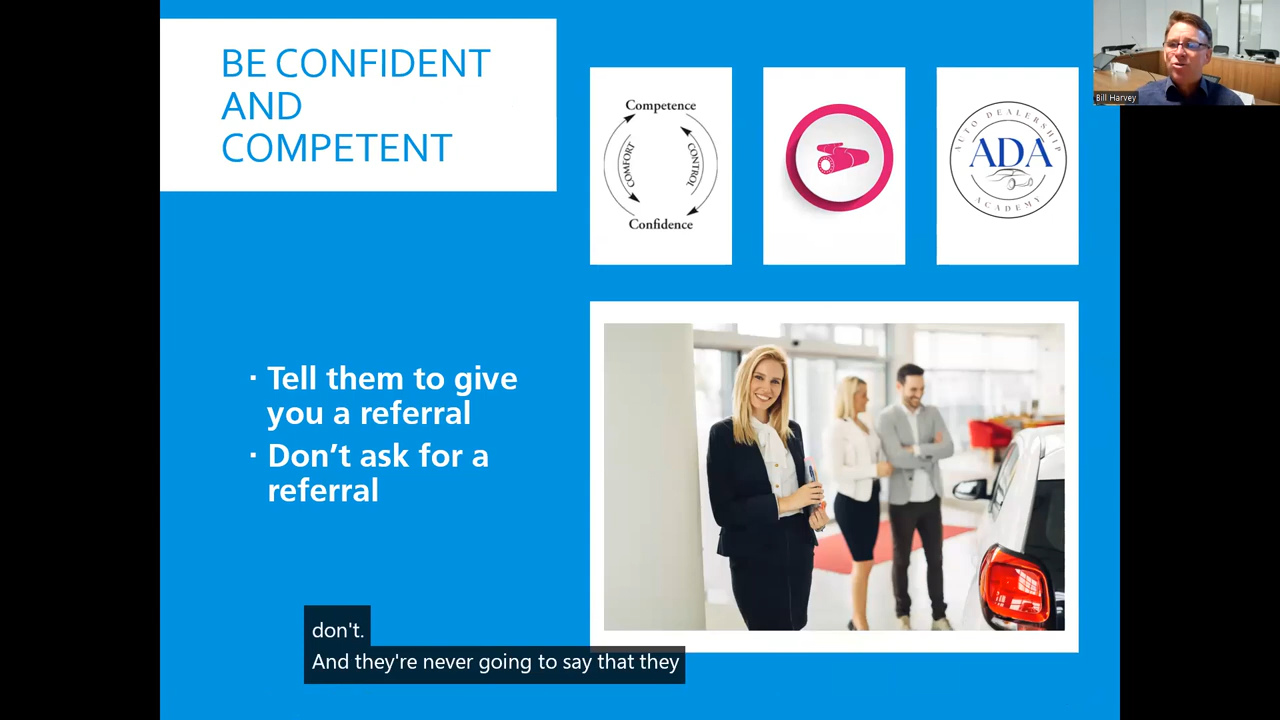 BE CONFIDENT
AND
COMPETENT
Competence
COMFORT
CONTROL
Confidence
AUTO DEALERSHIP
ADA
ACADEMY
Bill Harvey
· Tell them to give
you a referral
· Don’t ask for a
referral
don't.
And they're never going to say that they